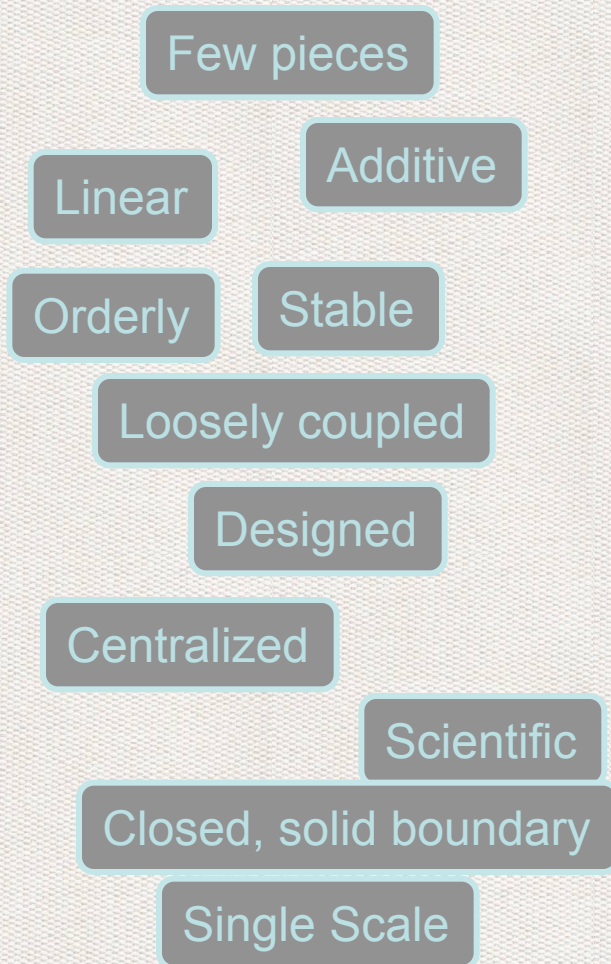 Few pieces
Additive
Linear
Orderly
Stable
Loosely coupled
Designed
Centralized
Scientific
Closed, solid boundary
Single Scale